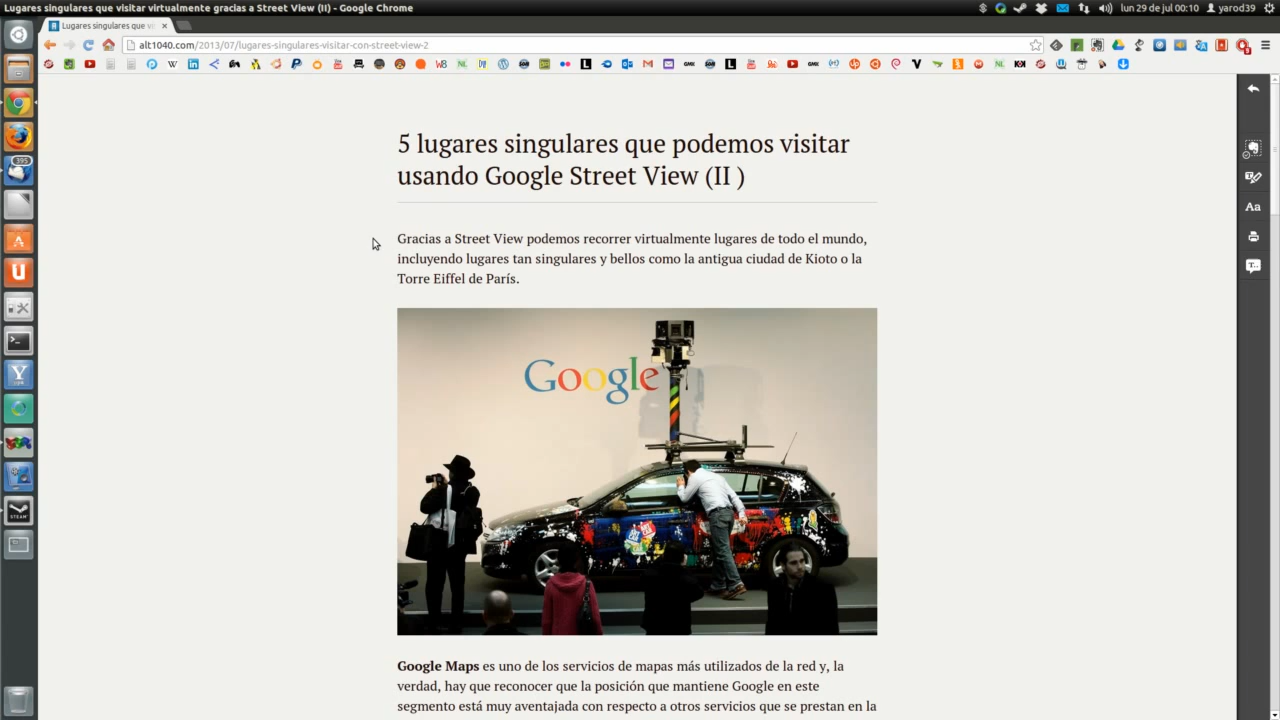 Lugares singulares que visitar virtualmente gracias a Street View (II) - Google Chrome
lun 29 de jul 00:10
yarod39
Lugares singulares que vi
alt1040.com/2013/07/lugares-singulares-visitar-con-street-view-2
5 lugares singulares que podemos visitar
usando Google Street View (II )
Gracias a Street View podemos recorrer virtualmente lugares de todo el mundo,
incluyendo lugares tan singulares y bellos como la antigua ciudad de Kioto o la
Torre Eiffel de París.
Google
Google Maps es uno de los servicios de mapas más utilizados de la red y, la
verdad, hay que reconocer que la posición que mantiene Google en este
segmento está muy aventajada con respecto a otros servicios que se prestan en la
395
STEAM
Aa